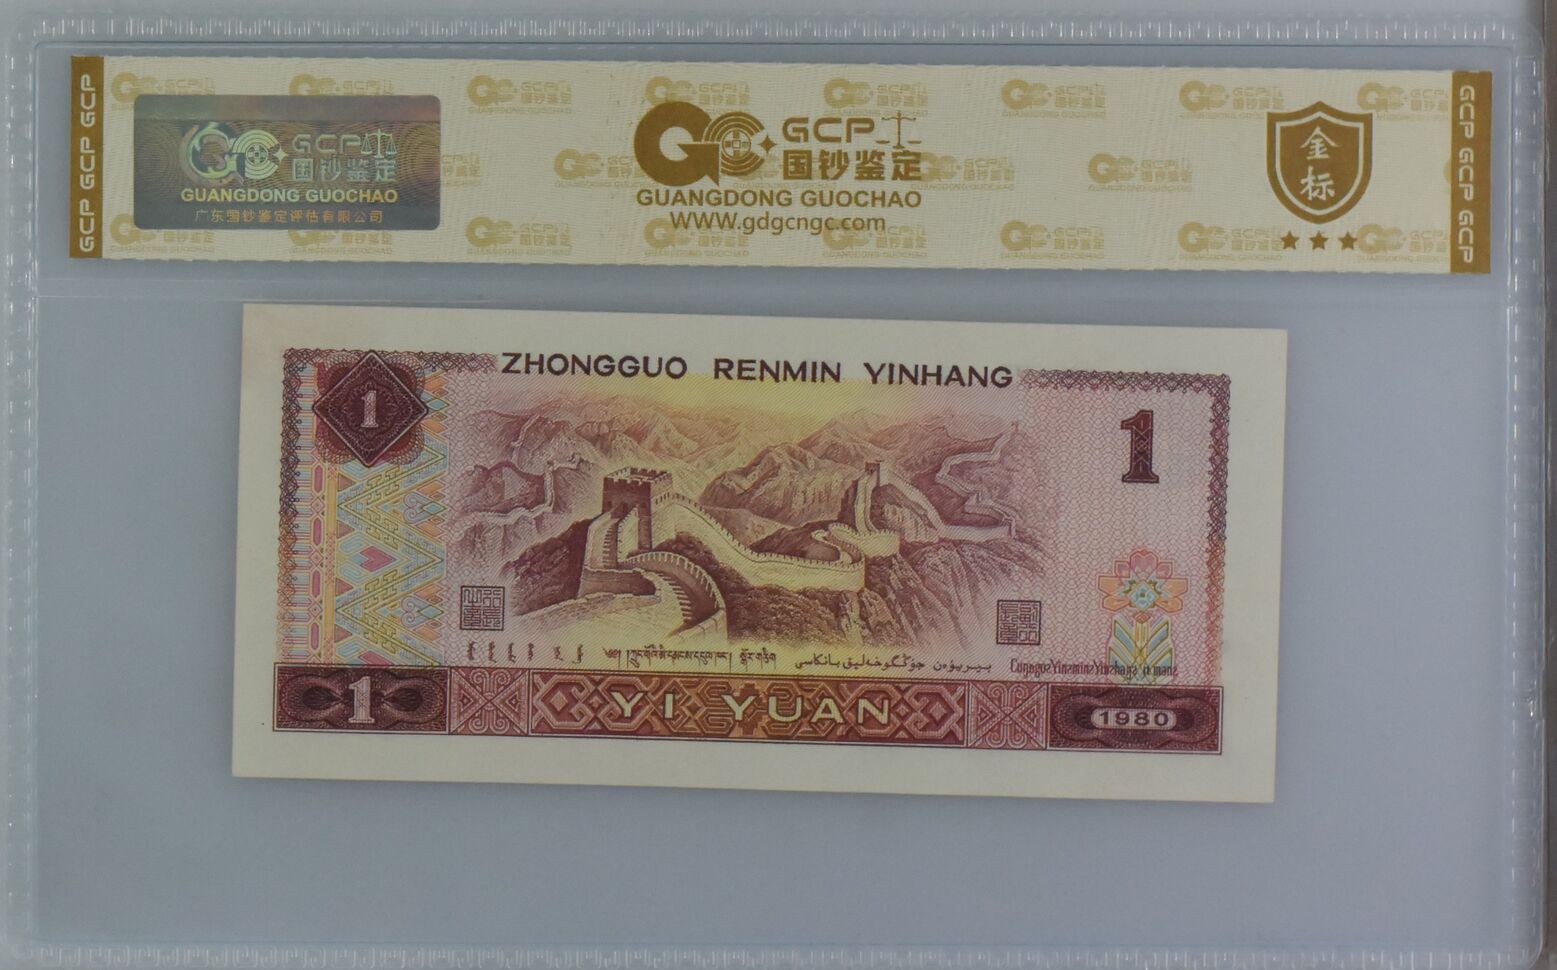 GCP GCP GCP
GCP
国钞鉴定
GUANGDONG GUOCHAO
广东国钞鉴定评估有限公司
GCP
国钞鉴定
GUANGDONG GUOCHAO
WWW.gdgcngc.com
金
标
GCP GCP GCP
ZHONGGUO RENMIN YINHANG
1
1
1
YI YUAN
1980